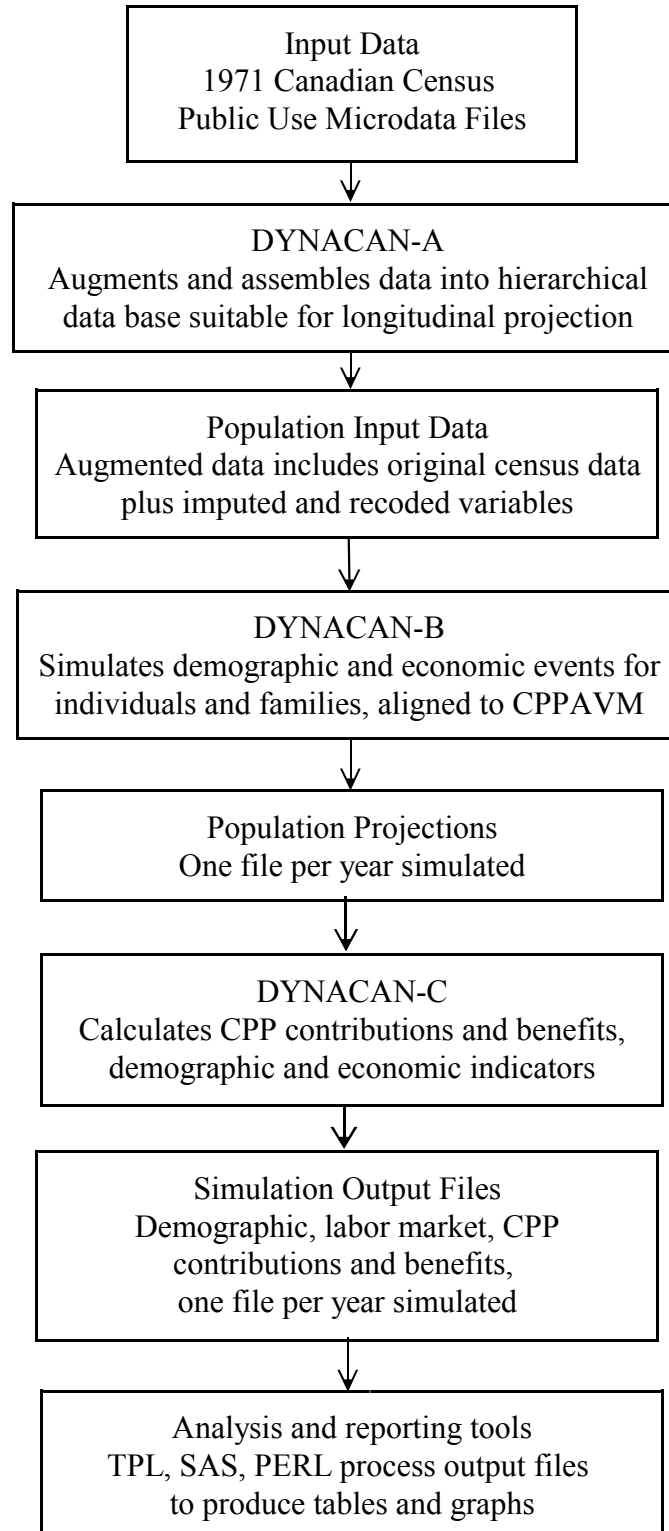 Input Data
1971 Canadian Census
Public Use Microdata Files
DYNACAN-A
Augments and assembles data into hierarchical
data base suitable for longitudinal projection
Population Input Data
Augmented data includes original census data
plus imputed and recoded variables
DYNACAN-B
Simulates demographic and economic events for
individuals and families, aligned to CPPAVM
Population Projections
One file per year simulated
DYNACAN-C
Calculates CPP contributions and benefits,
demographic and economic indicators
Simulation Output Files
Demographic, labor market, CPP
contributions and benefits,
one file per year simulated
Analysis and reporting tools
TPL, SAS, PERL process output files
to produce tables and graphs